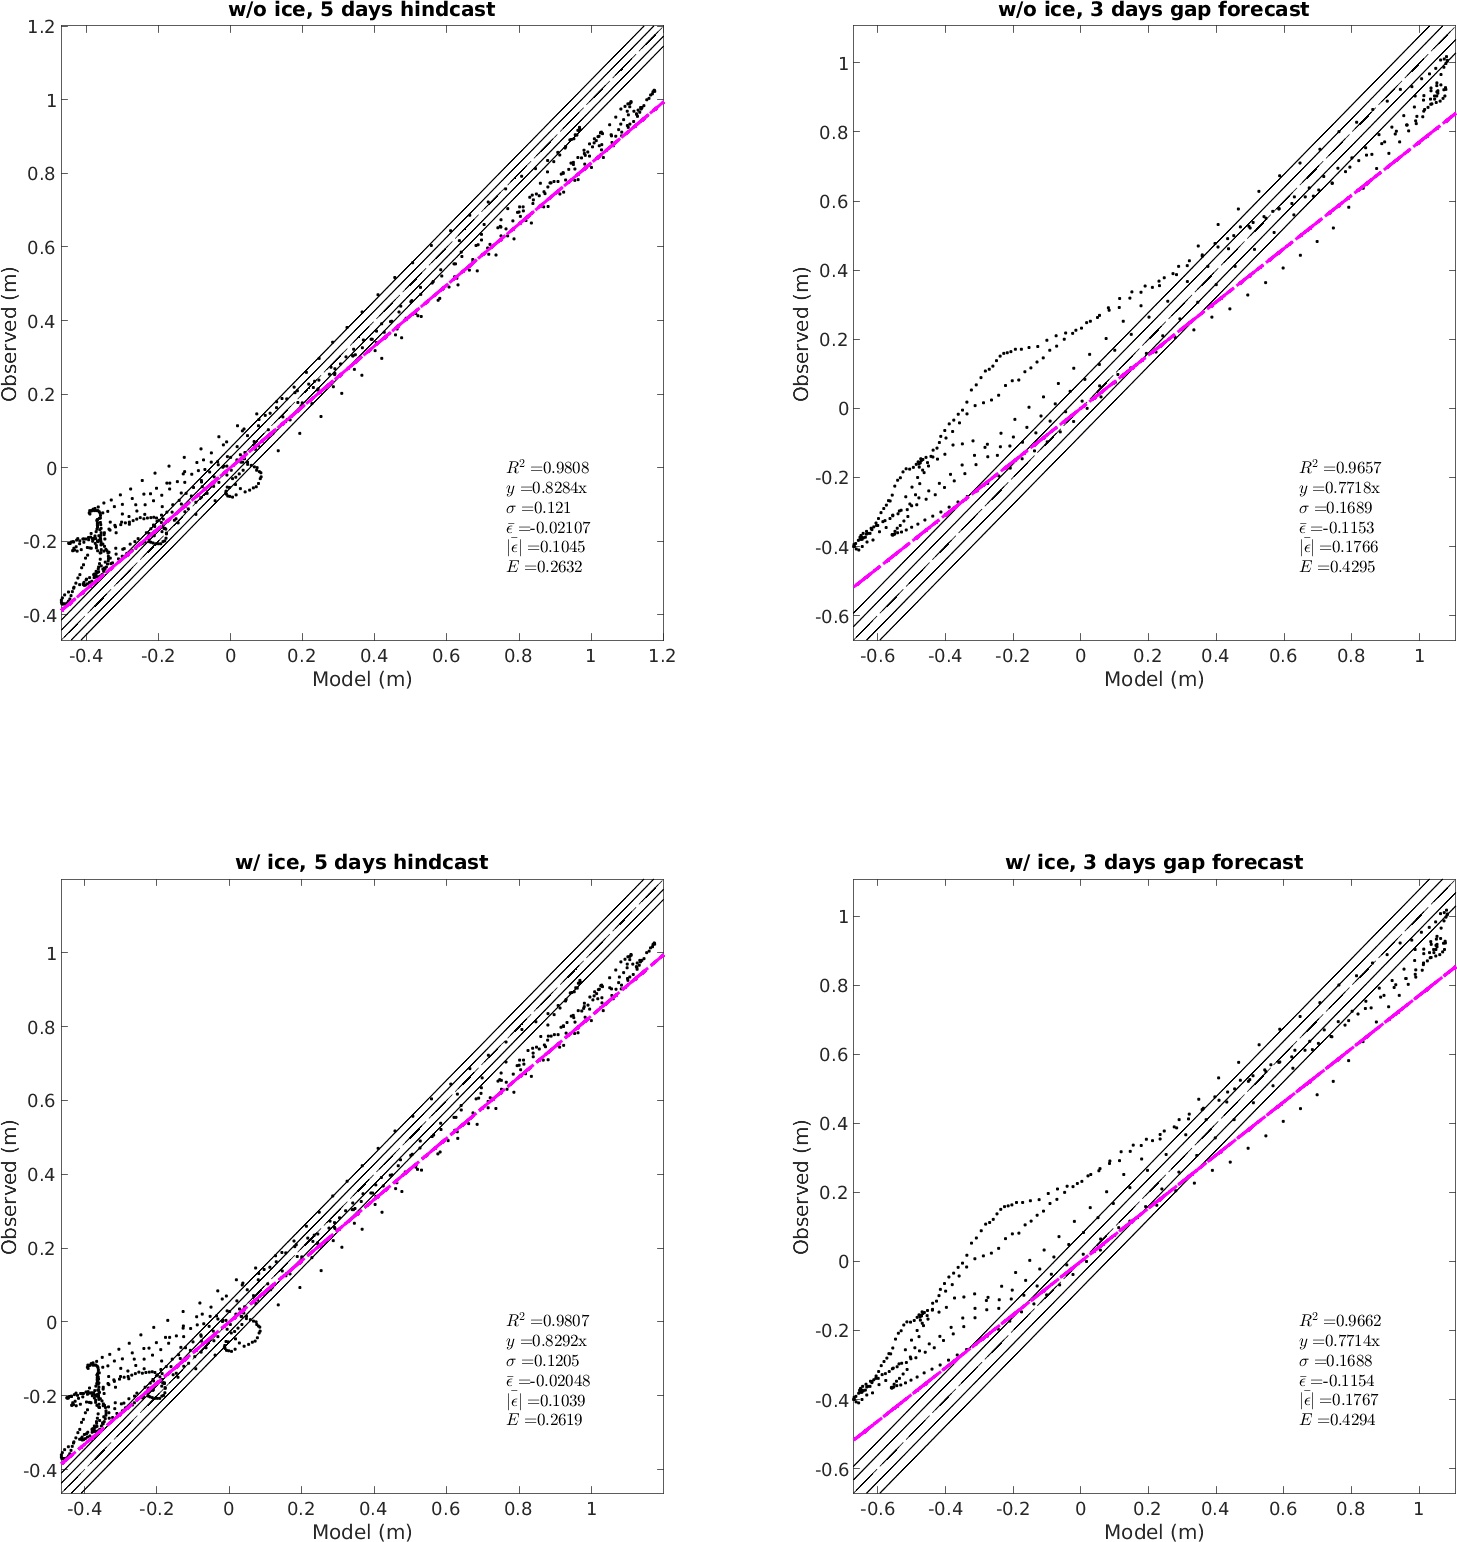 w/o ice, 5 days hindcast
1.2
1
0.8
0.6
0.4
0.2
0
-0.2
-0.4
Observed (m)
R² =0.9808
y =0.8284x
σ =0.121
ε̄ =-0.02107
|ε̄| =0.1045
E =0.2632
-0.4 -0.2 0 0.2 0.4 0.6 0.8 1 1.2
Model (m)
w/o ice, 3 days gap forecast
1
0.8
0.6
0.4
0.2
0
-0.2
-0.4
-0.6
Observed (m)
R² =0.9657
y =0.7718x
σ =0.1689
ε̄ =-0.1153
|ε̄| =0.1766
E =0.4295
-0.6 -0.4 -0.2 0 0.2 0.4 0.6 0.8 1
Model (m)
w/ ice, 5 days hindcast
1
0.8
0.6
0.4
0.2
0
-0.2
-0.4
Observed (m)
R² =0.9807
y =0.8292x
σ =0.1205
ε̄ =-0.02048
|ε̄| =0.1039
E =0.2619
-0.4 -0.2 0 0.2 0.4 0.6 0.8 1
Model (m)
w/ ice, 3 days gap forecast
1
0.8
0.6
0.4
0.2
0
-0.2
-0.4
-0.6
Observed (m)
R² =0.9662
y =0.7714x
σ =0.1688
ε̄ =-0.1154
|ε̄| =0.1767
E =0.4294
-0.6 -0.4 -0.2 0 0.2 0.4 0.6 0.8 1
Model (m)